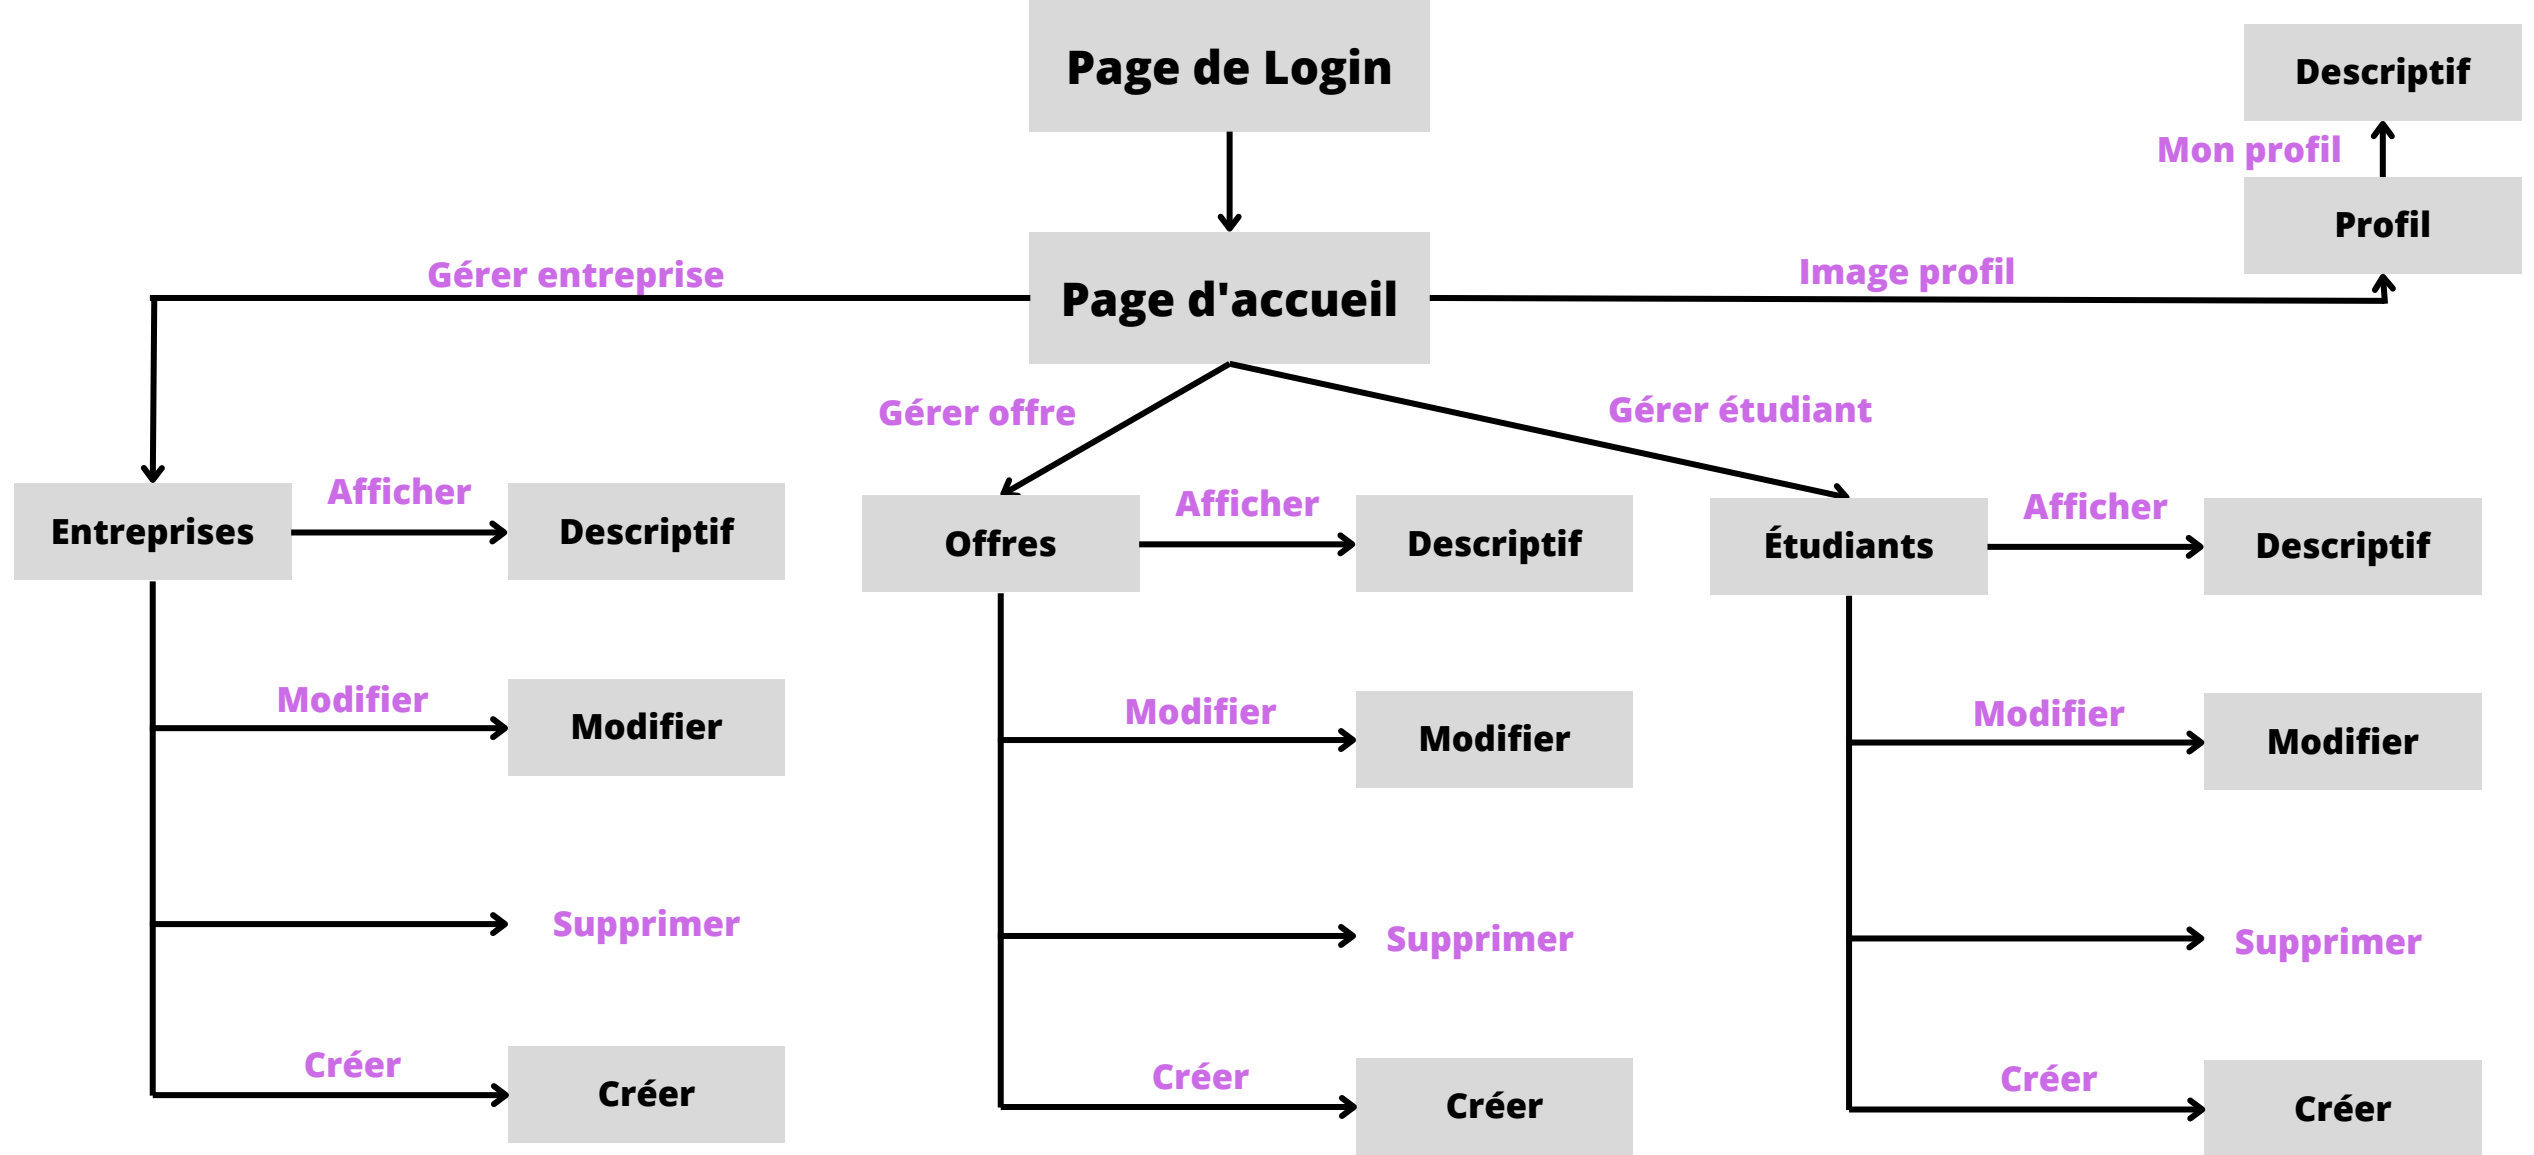 Page de Login
Descriptif
Mon profil
Profil
Gérer entreprise
Page d'accueil
Image profil
Gérer offre
Gérer étudiant
Entreprises
Afficher
Descriptif
Offres
Afficher
Descriptif
Étudiants
Afficher
Descriptif
Modifier
Modifier
Modifier
Modifier
Modifier
Modifier
Supprimer
Supprimer
Supprimer
Créer
Créer
Créer
Créer
Créer
Créer